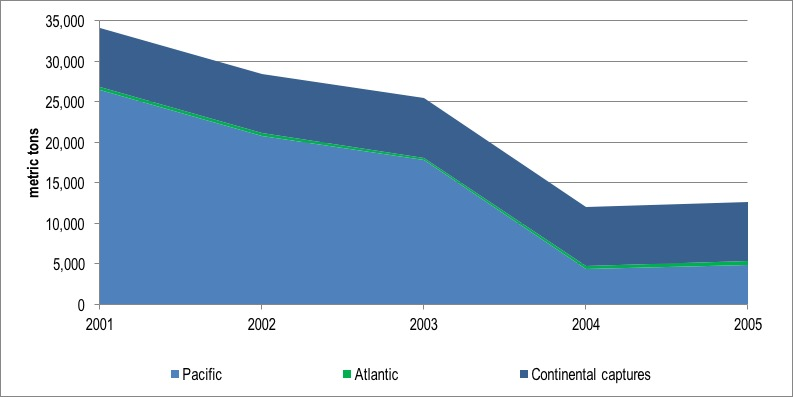 35,000
30,000
25,000
20,000
15,000
10,000
5,000
0
metric tons
2001 2002 2003 2004 2005
Pacific Atlantic Continental captures